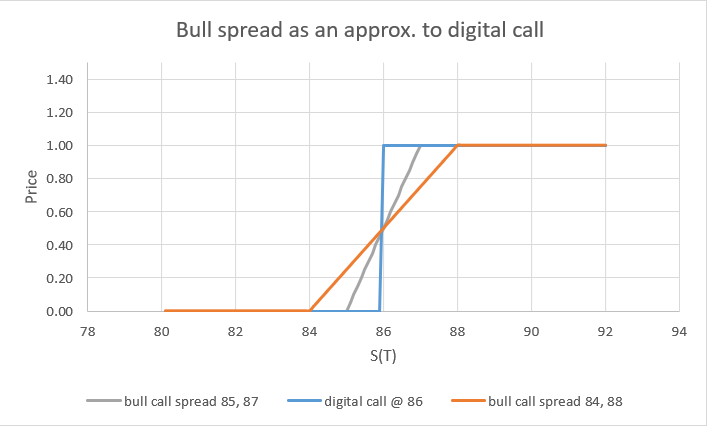 Bull spread as an approx. to digital call
1.40
1.20
1.00
0.80
0.60
0.40
0.20
0.00
Price
78 80 82 84 86 88 90 92 94
S(T)
bull call spread 85, 87 digital call @ 86 bull call spread 84, 88